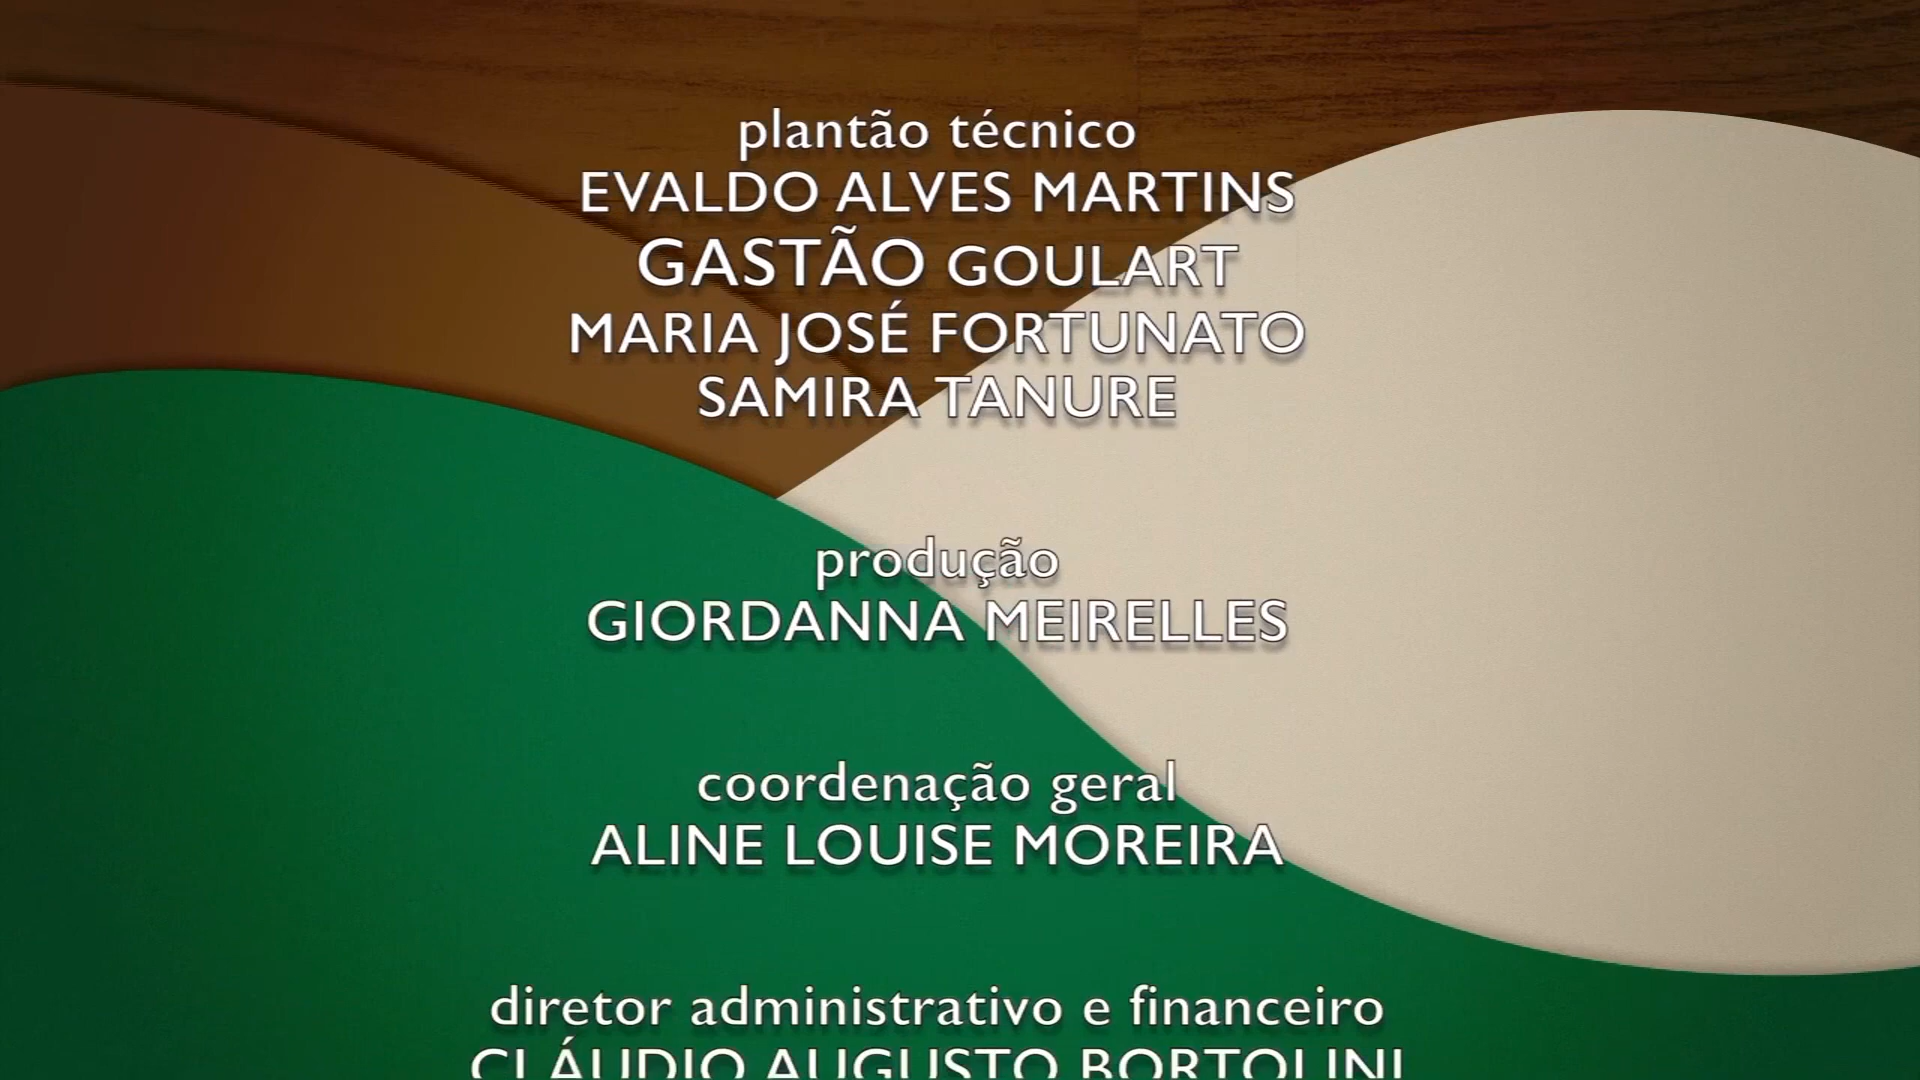 plantão técnico
EVALDO ALVES MARTINS
GASTÃO GOULART
MARIA JOSÉ FORTUNATO
SAMIRA TANURE
produção
GIORDANNA MEIRELLES
coordenação geral
ALINE LOUISE MOREIRA
diretor administrativo e financeiro
CLÁUDIO AUGUSTO BORTOLINI